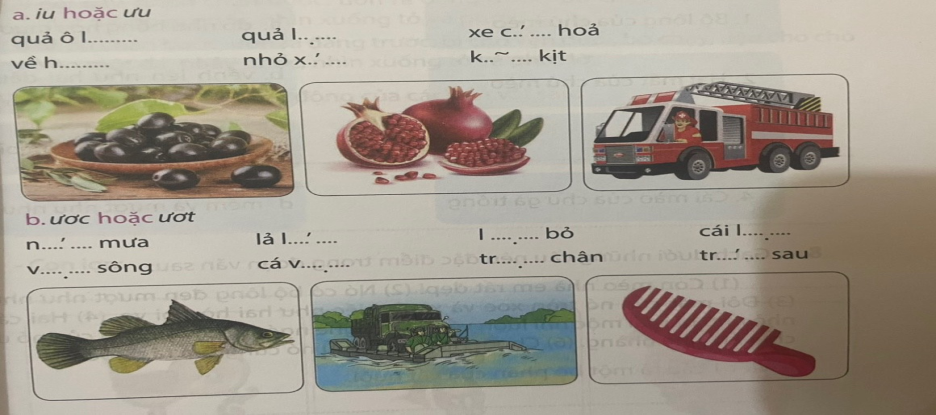 a. iu hoặc ưu
quả ô l......... quả l...̣.... xe c..́.... hoả
về h......... nhỏ x..́.... k..̃.... kịt
b. ươc hoặc ươt
n....́.... mưa lả l....́.... l....̣.... bỏ cái l....̣....
v....̣.... sông cá v....̣.... tr....̣.... chân tr....́.... sau